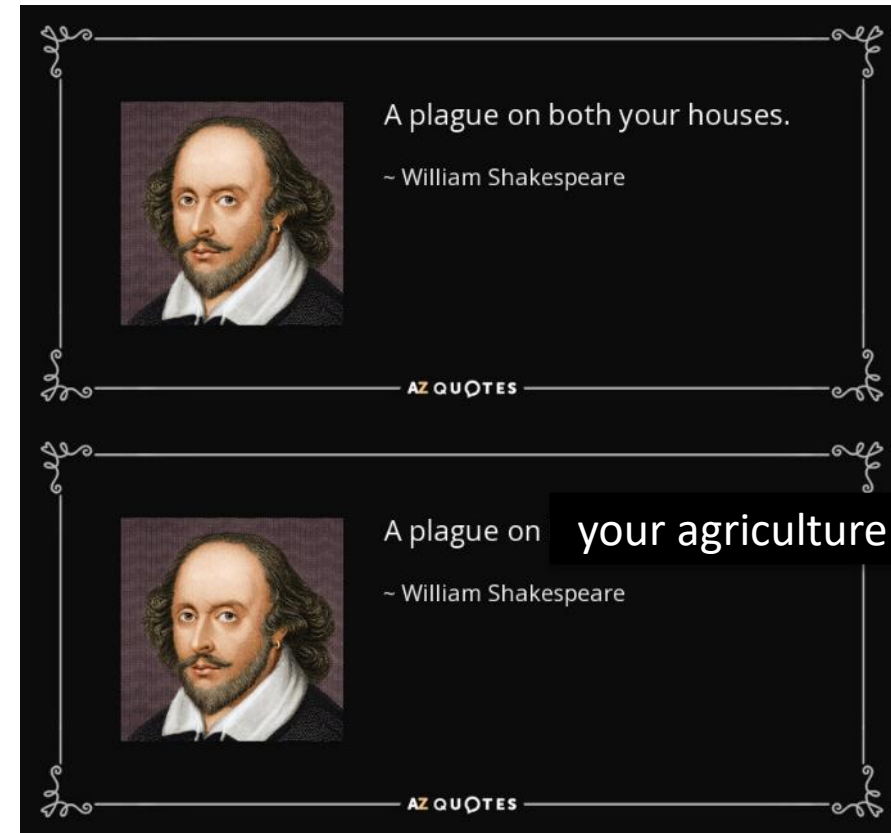 A plague on both your houses.
~ William Shakespeare
AZ QUOTES
A plague on your agriculture
~ William Shakespeare
AZ QUOTES